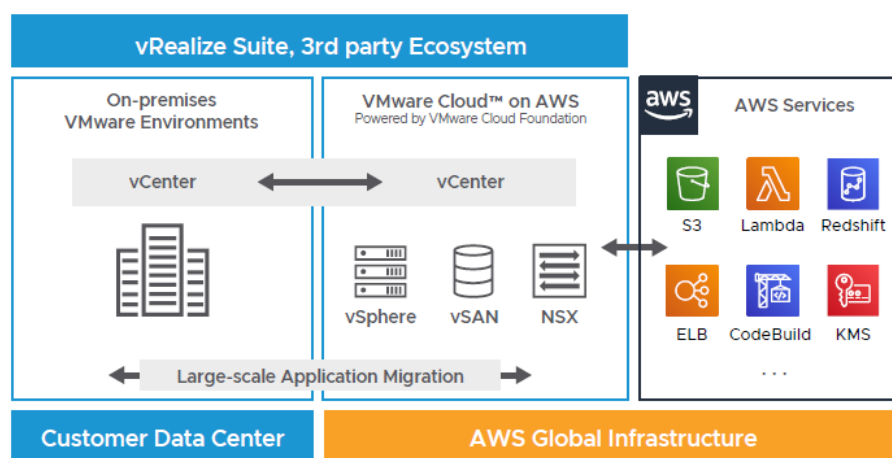 vRealize Suite, 3rd party Ecosystem
On-premises
VMware Environments
VMware Cloud™ on AWS
Powered by VMware Cloud Foundation
aws
AWS Services
vCenter
vCenter
S3
Lambda
Redshift
vSphere
vSAN
NSX
ELB
CodeBuild
KMS
...
Large-scale Application Migration
Customer Data Center
AWS Global Infrastructure